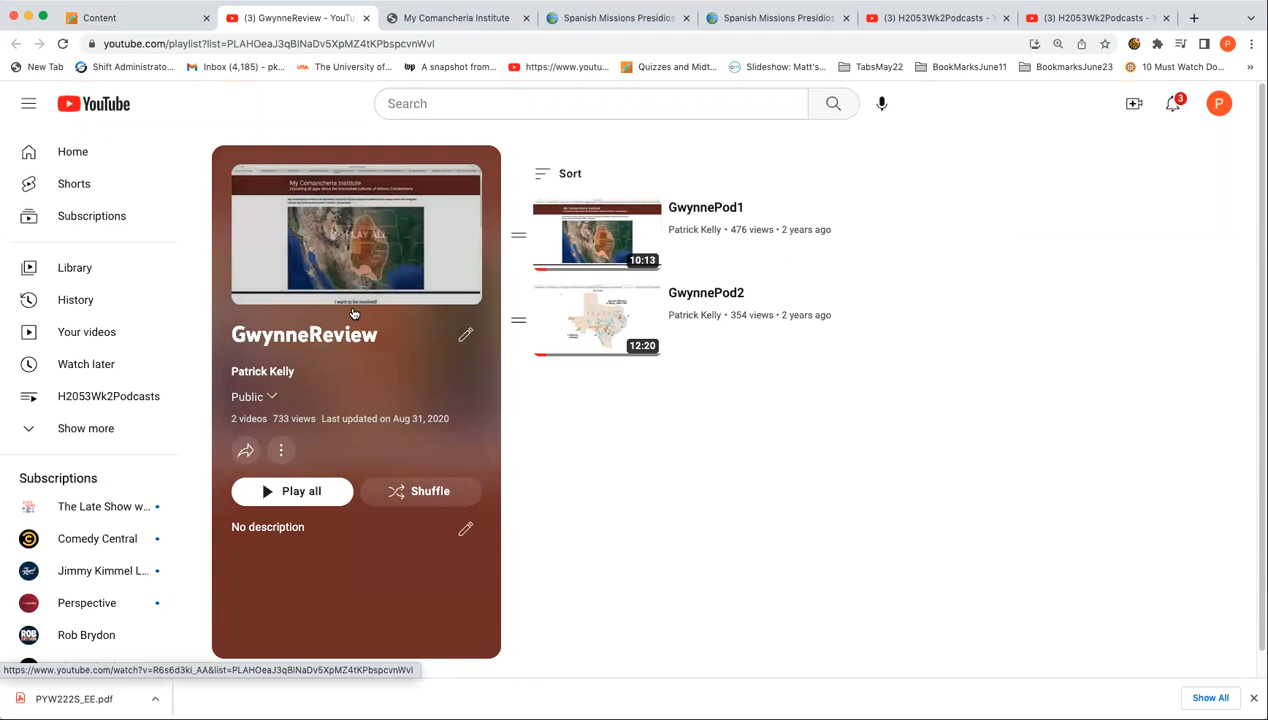 Content
(3) GwynneReview - YouTu
My Comancheria Institute
Spanish Missions Presidios
Spanish Missions Presidios
(3) H2053Wk2Podcasts - Y
(3) H2053Wk2Podcasts - Y
youtube.com/playlist?list=PLAHOeaJ3qBlNaDv5XpMZ4tKPbspcvnWvl
New Tab
Shift Administrato...
Inbox (4,185) - pk...
The University of...
A snapshot from...
https://www.youtu...
Quizzes and Midt...
Slideshow: Matt's...
TabsMay22
BookMarksJune11
BookmarksJune23
10 Must Watch Do...
YouTube
Search
3
P
Home
Shorts
Subscriptions
Library
History
Your videos
Watch later
H2053Wk2Podcasts
Show more
Subscriptions
The Late Show w...
Comedy Central
Jimmy Kimmel L...
Perspective
Rob Brydon
My Comancheria Institute
PLAY ALL
I want to be involved!
GwynneReview
Patrick Kelly
Public
2 videos 733 views Last updated on Aug 31, 2020
Play all
Shuffle
No description
Sort
GwynnePod1
Patrick Kelly • 476 views • 2 years ago
10:13
GwynnePod2
Patrick Kelly • 354 views • 2 years ago
12:20
https://www.youtube.com/watch?v=R6s6d3ki_AA&list=PLAHOeaJ3qBlNaDv5XpMZ4tKPbspcvnWvl
PYW222S_EE.pdf
Show All